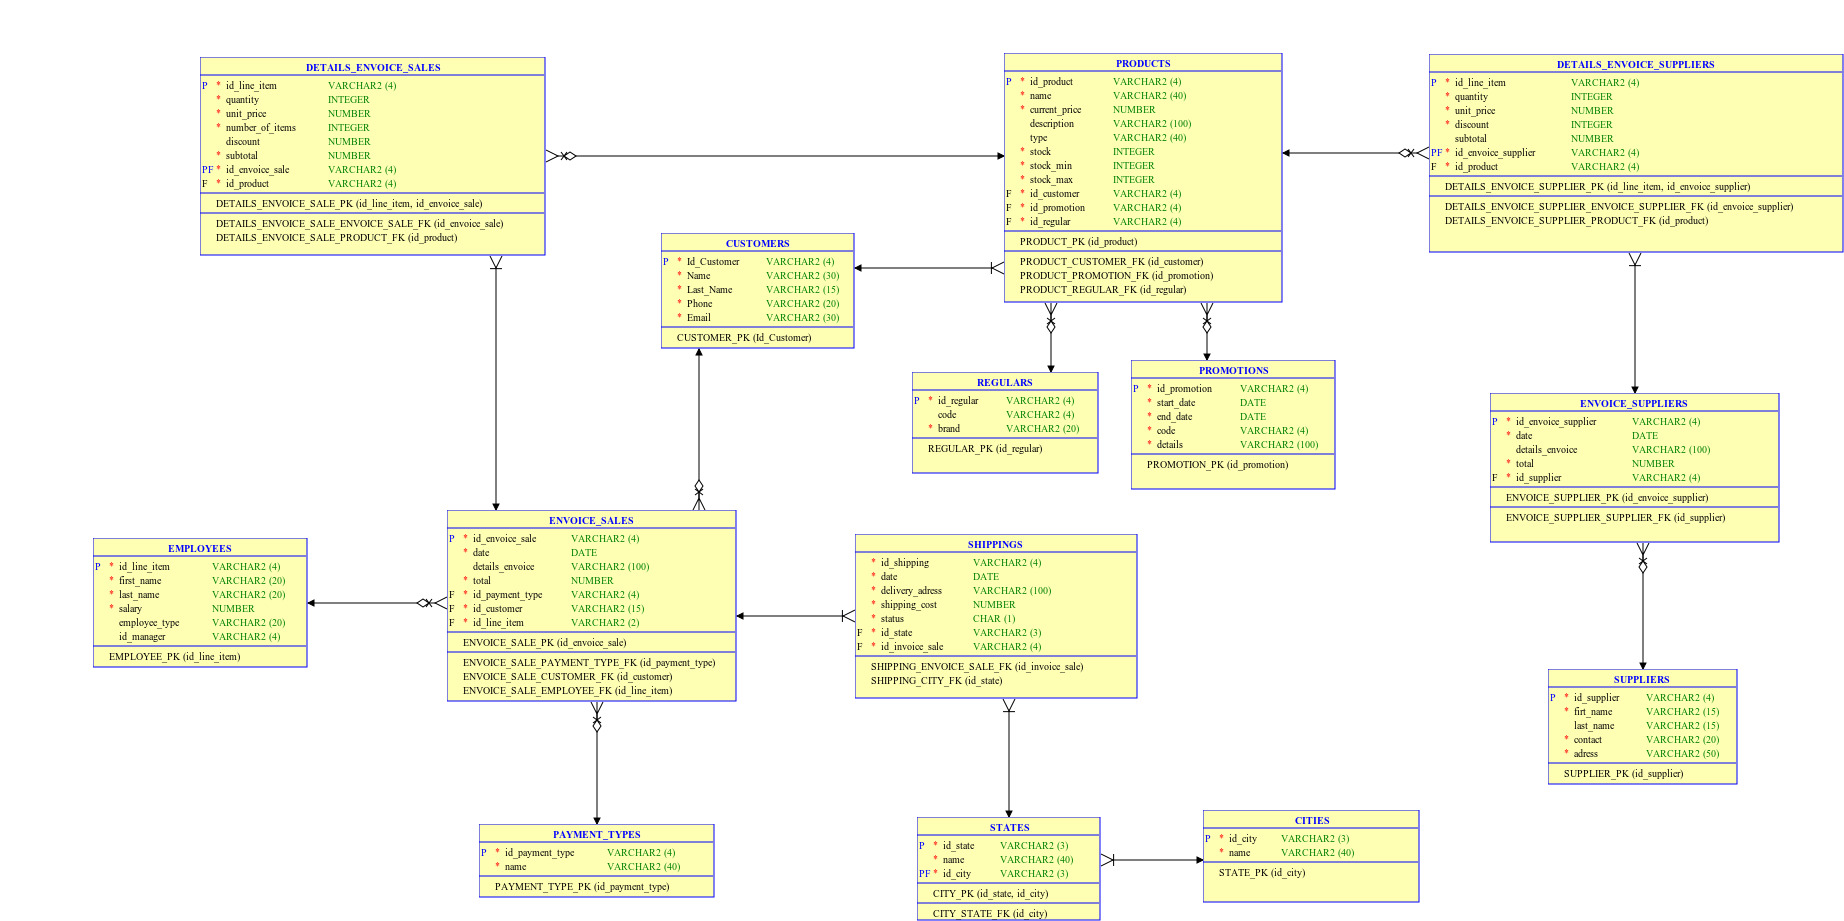 DETAILS_ENVOICE_SALES
P * id_line_item VARCHAR2 (4)
* quantity INTEGER
* unit_price NUMBER
* number_of_items INTEGER
discount NUMBER
* subtotal NUMBER
PF * id_envoice_sale VARCHAR2 (4)
F * id_product VARCHAR2 (4)
DETAILS_ENVOICE_SALE_PK (id_line_item, id_envoice_sale)
DETAILS_ENVOICE_SALE_ENVOICE_SALE_FK (id_envoice_sale)
DETAILS_ENVOICE_SALE_PRODUCT_FK (id_product)
PRODUCTS
P * id_product VARCHAR2 (4)
* name VARCHAR2 (40)
* current_price NUMBER
description VARCHAR2 (100)
type VARCHAR2 (40)
* stock INTEGER
* stock_min INTEGER
* stock_max INTEGER
F * id_customer VARCHAR2 (4)
F * id_promotion VARCHAR2 (4)
F * id_regular VARCHAR2 (4)
PRODUCT_PK (id_product)
PRODUCT_CUSTOMER_FK (id_customer)
PRODUCT_PROMOTION_FK (id_promotion)
PRODUCT_REGULAR_FK (id_regular)
DETAILS_ENVOICE_SUPPLIERS
P * id_line_item VARCHAR2 (4)
* quantity INTEGER
* unit_price NUMBER
* discount INTEGER
subtotal NUMBER
PF * id_envoice_supplier VARCHAR2 (4)
F * id_product VARCHAR2 (4)
DETAILS_ENVOICE_SUPPLIER_PK (id_line_item, id_envoice_supplier)
DETAILS_ENVOICE_SUPPLIER_ENVOICE_SUPPLIER_FK (id_envoice_supplier)
DETAILS_ENVOICE_SUPPLIER_PRODUCT_FK (id_product)
CUSTOMERS
P * Id_Customer VARCHAR2 (4)
* Name VARCHAR2 (30)
* Last_Name VARCHAR2 (15)
* Phone VARCHAR2 (20)
* Email VARCHAR2 (30)
CUSTOMER_PK (Id_Customer)
REGULARS
P * id_regular VARCHAR2 (4)
code VARCHAR2 (4)
* brand VARCHAR2 (20)
REGULAR_PK (id_regular)
PROMOTIONS
P * id_promotion VARCHAR2 (4)
* start_date DATE
* end_date DATE
* code VARCHAR2 (4)
* details VARCHAR2 (100)
PROMOTION_PK (id_promotion)
ENVOICE_SUPPLIERS
P * id_envoice_supplier VARCHAR2 (4)
* date DATE
details_envoice VARCHAR2 (100)
* total NUMBER
F * id_supplier VARCHAR2 (4)
ENVOICE_SUPPLIER_PK (id_envoice_supplier)
ENVOICE_SUPPLIER_SUPPLIER_FK (id_supplier)
EMPLOYEES
P * id_line_item VARCHAR2 (4)
* first_name VARCHAR2 (20)
* last_name VARCHAR2 (20)
* salary NUMBER
employee_type VARCHAR2 (20)
id_manager VARCHAR2 (4)
EMPLOYEE_PK (id_line_item)
ENVOICE_SALES
P * id_envoice_sale VARCHAR2 (4)
* date DATE
details_envoice VARCHAR2 (100)
* total NUMBER
F * id_payment_type VARCHAR2 (4)
F * id_customer VARCHAR2 (15)
F * id_line_item VARCHAR2 (2)
ENVOICE_SALE_PK (id_envoice_sale)
ENVOICE_SALE_PAYMENT_TYPE_FK (id_payment_type)
ENVOICE_SALE_CUSTOMER_FK (id_customer)
ENVOICE_SALE_EMPLOYEE_FK (id_line_item)
SHIPPINGS
* id_shipping VARCHAR2 (4)
* date DATE
* delivery_adress VARCHAR2 (100)
* shipping_cost NUMBER
* status CHAR (1)
F * id_state VARCHAR2 (3)
F * id_invoice_sale VARCHAR2 (4)
SHIPPING_ENVOICE_SALE_FK (id_invoice_sale)
SHIPPING_CITY_FK (id_state)
SUPPLIERS
P * id_supplier VARCHAR2 (4)
* firt_name VARCHAR2 (15)
last_name VARCHAR2 (15)
* contact VARCHAR2 (20)
* adress VARCHAR2 (50)
SUPPLIER_PK (id_supplier)
PAYMENT_TYPES
P * id_payment_type VARCHAR2 (4)
* name VARCHAR2 (40)
PAYMENT_TYPE_PK (id_payment_type)
STATES
P * id_state VARCHAR2 (3)
* name VARCHAR2 (40)
PF * id_city VARCHAR2 (3)
CITY_PK (id_state, id_city)
CITY_STATE_FK (id_city)
CITIES
P * id_city VARCHAR2 (3)
* name VARCHAR2 (40)
STATE_PK (id_city)